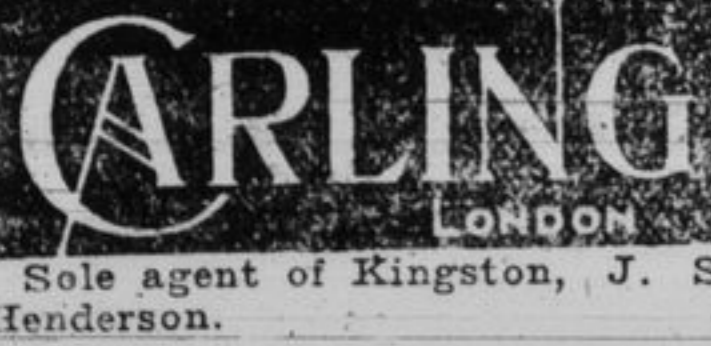 CARLING
LONDON
Sole agent of Kingston, J. S
Henderson.